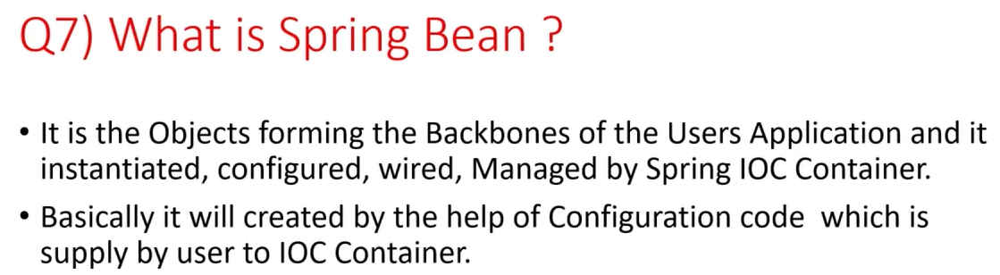 Q7) What is Spring Bean ?
• It is the Objects forming the Backbones of the Users Application and it
instantiated, configured, wired, Managed by Spring IOC Container.
• Basically it will created by the help of Configuration code  which is
supply by user to IOC Container.